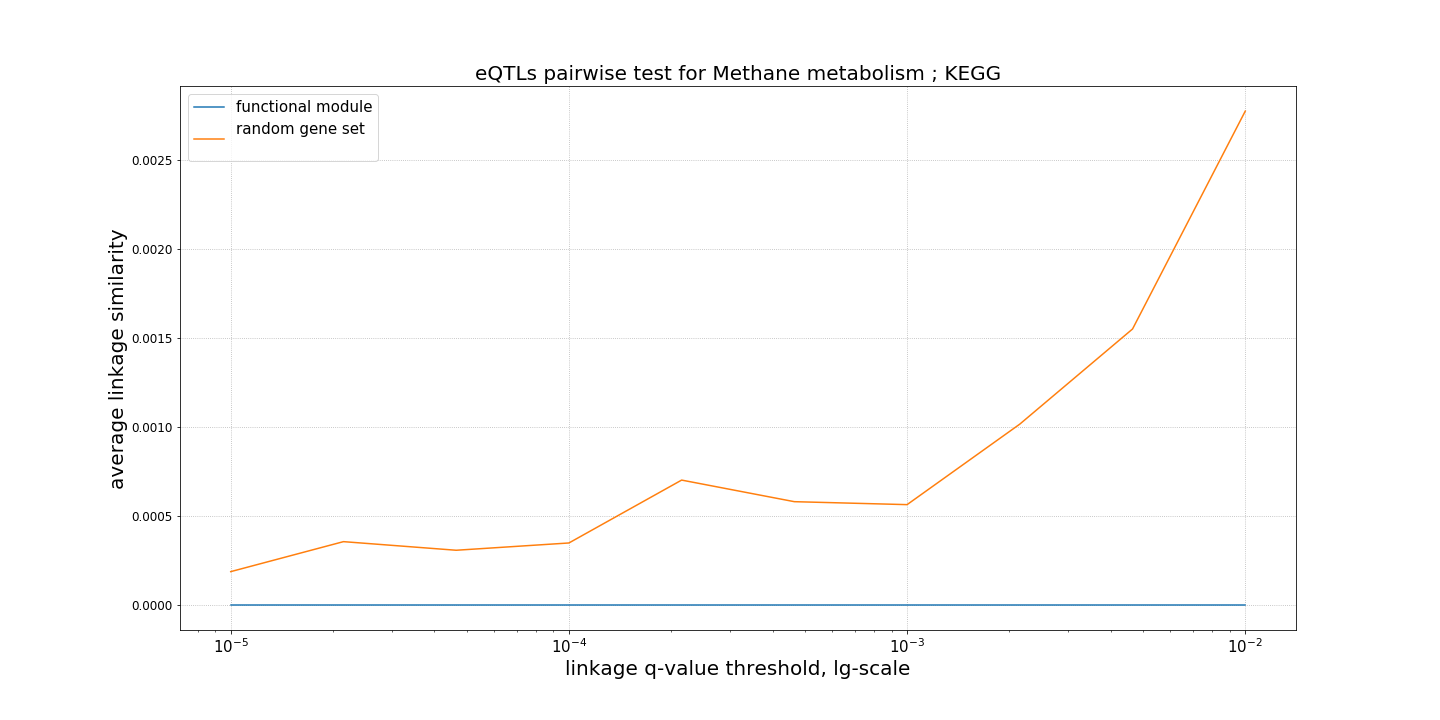 eQTLs pairwise test for Methane metabolism ; KEGG
functional module
random gene set
average linkage similarity
0.0025
0.0020
0.0015
0.0010
0.0005
0.0000
10⁻⁵
10⁻⁴
10⁻³
10⁻²
linkage q-value threshold, lg-scale